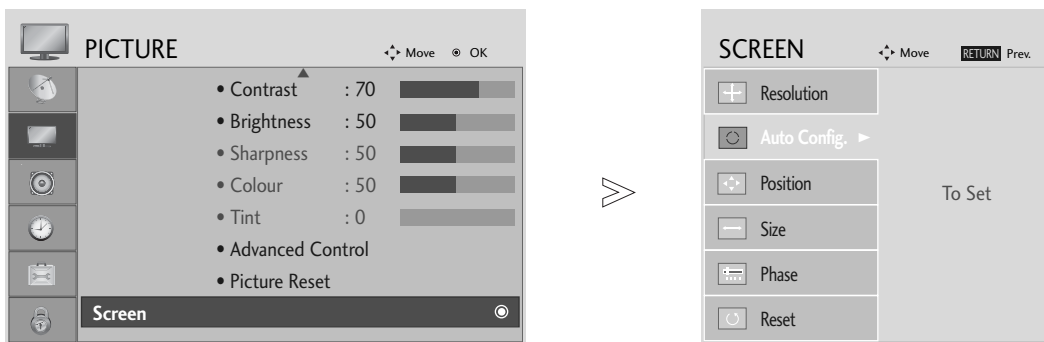 PICTURE
Move OK
• Contrast : 70
• Brightness : 50
• Sharpness : 50
• Colour : 50
• Tint : 0
• Advanced Control
• Picture Reset
Screen
SCREEN
Move RETURN Prev.
Resolution
Auto Config. ►
Position
To Set
Size
Phase
Reset